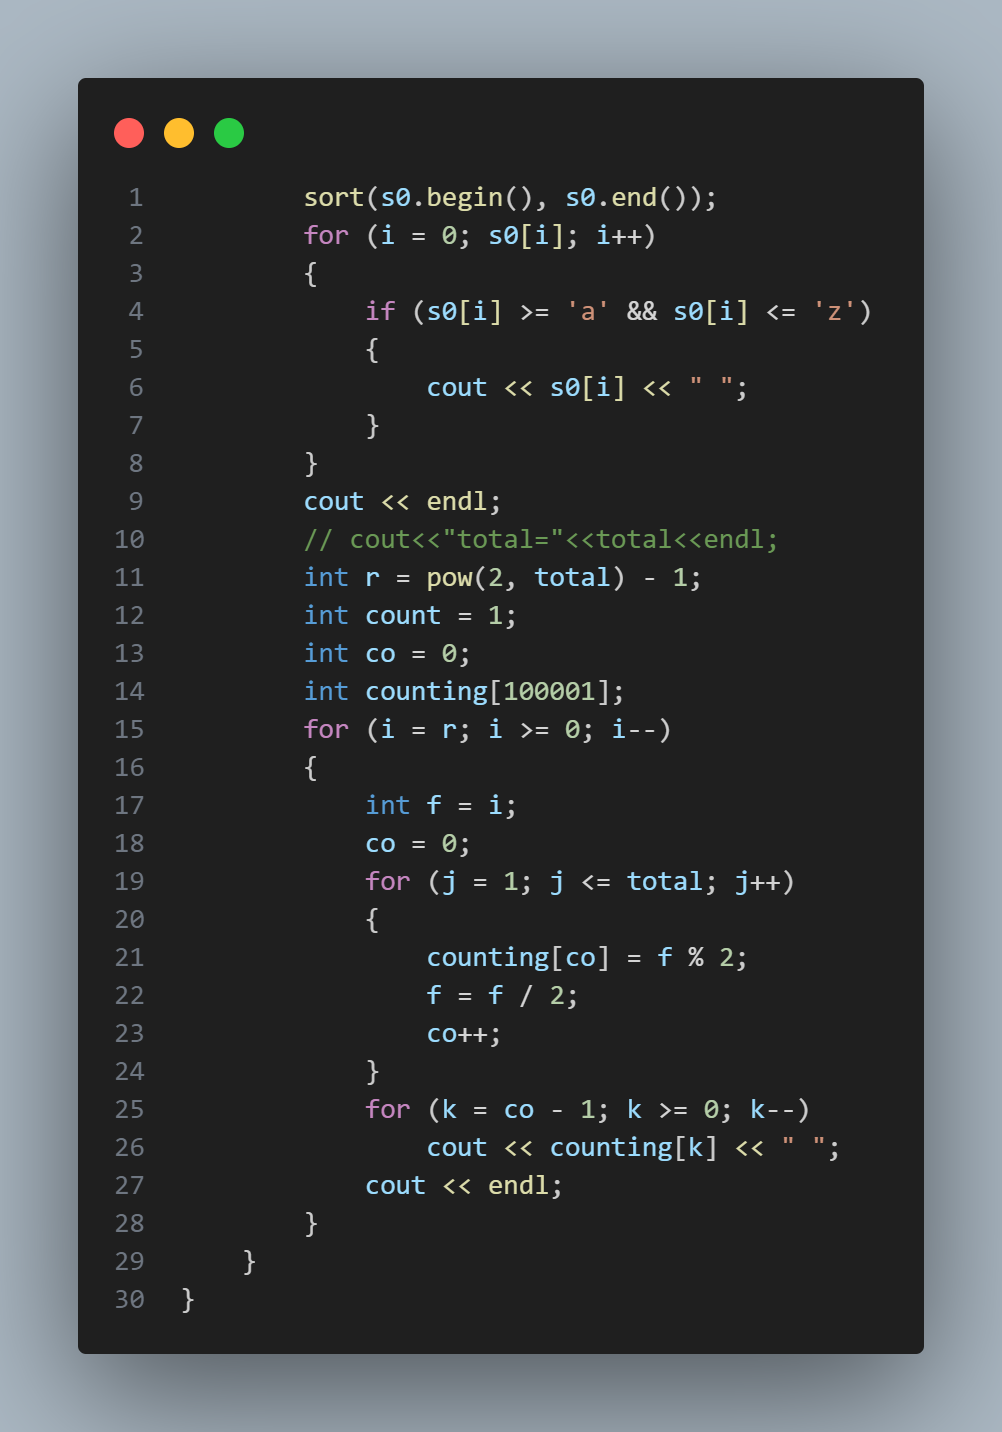 1 sort(s0.begin(), s0.end());
2 for (i = 0; s0[i]; i++)
3 {
4 if (s0[i] >= 'a' && s0[i] <= 'z')
5 {
6 cout << s0[i] << " ";
7 }
8 }
9 cout << endl;
10 // cout<<"total="<<total<<endl;
11 int r = pow(2, total) - 1;
12 int count = 1;
13 int co = 0;
14 int counting[100001];
15 for (i = r; i >= 0; i--)
16 {
17 int f = i;
18 co = 0;
19 for (j = 1; j <= total; j++)
20 {
21 counting[co] = f % 2;
22 f = f / 2;
23 co++;
24 }
25 for (k = co - 1; k >= 0; k--)
26 cout << counting[k] << " ";
27 cout << endl;
28 }
29 }
30 }